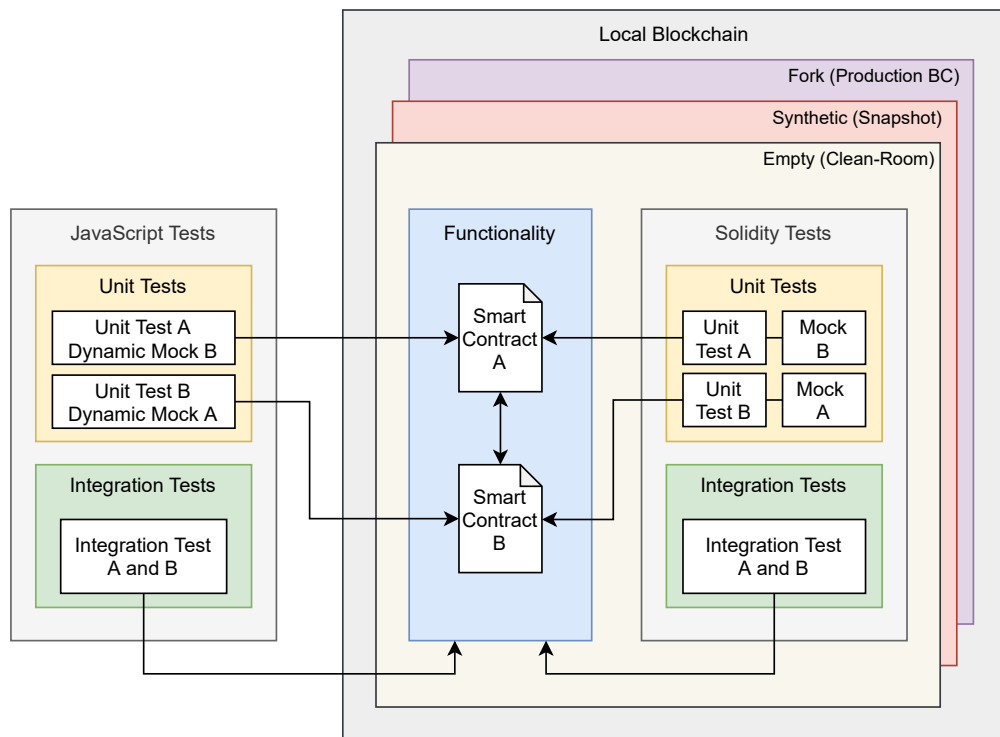 Local Blockchain
Fork (Production BC)
Synthetic (Snapshot)
Empty (Clean-Room)
JavaScript Tests
Unit Tests
Unit Test A
Dynamic Mock B
Unit Test B
Dynamic Mock A
Integration Tests
Integration Test
A and B
Functionality
Smart
Contract
A
Smart
Contract
B
Solidity Tests
Unit Tests
Unit
Test A
Mock
B
Unit
Test B
Mock
A
Integration Tests
Integration Test
A and B